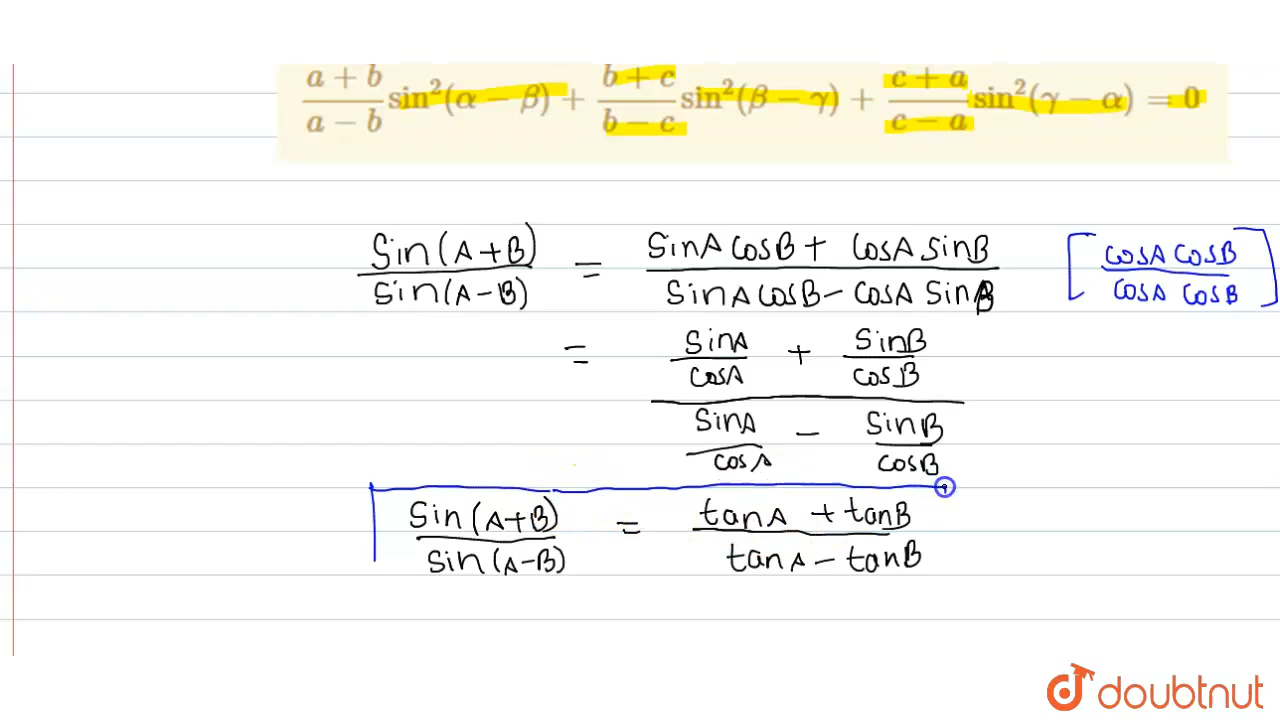 a + b / a − b sin²(α − β) + b + c / b − c sin²(β − γ) + c + a / c − a sin²(γ − α) = 0
Sin(A+B) / Sin(A−B) = SinA CosB + CosA SinB / SinA CosB − CosA SinB [CosA CosB / CosA CosB]
= SinA / CosA + SinB / CosB / SinA / CosA − SinB / CosB
Sin(A+B) / Sin(A−B) = tanA + tanB / tanA − tanB
doubtnut